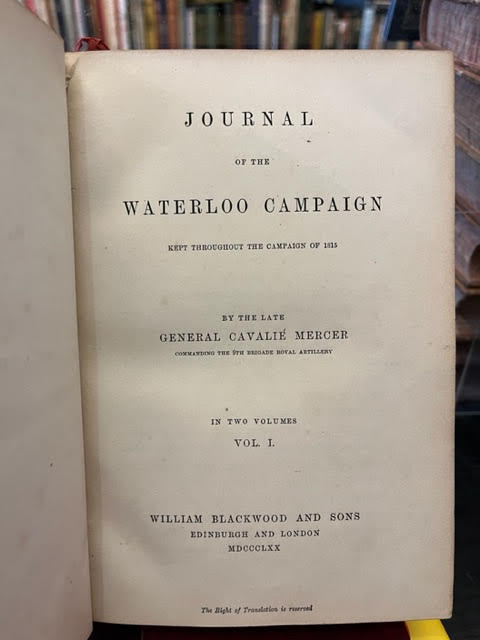 JOURNAL
OF THE
WATERLOO CAMPAIGN
KEPT THROUGHOUT THE CAMPAIGN OF 1815
BY THE LATE
GENERAL CAVALIÉ MERCER
COMMANDING THE 9TH BRIGADE ROYAL ARTILLERY
IN TWO VOLUMES
VOL. I.
WILLIAM BLACKWOOD AND SONS
EDINBURGH AND LONDON
MDCCCLXX
The Right of Translation is reserved